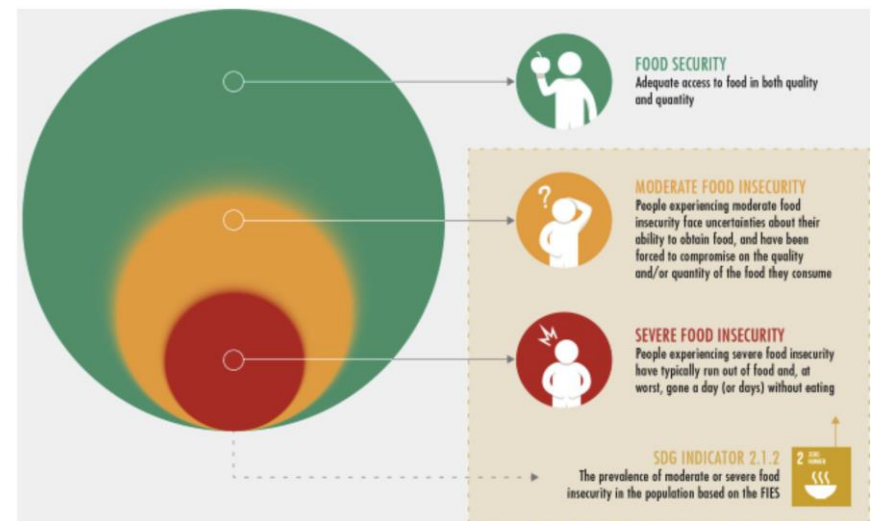 FOOD SECURITY
Adequate access to food in both quality
and quantity
?
MODERATE FOOD INSECURITY
People experiencing moderate food
insecurity face uncertainties about their
ability to obtain food, and have been
forced to compromise on the quality
and/or quantity of the food they consume
SEVERE FOOD INSECURITY
People experiencing severe food insecurity
have typically run out of food and, at
worst, gone a day (or days) without eating
SDG INDICATOR 2.1.2
The prevalence of moderate or severe food
insecurity in the population based on the FIES
2 ZERO
HUNGER